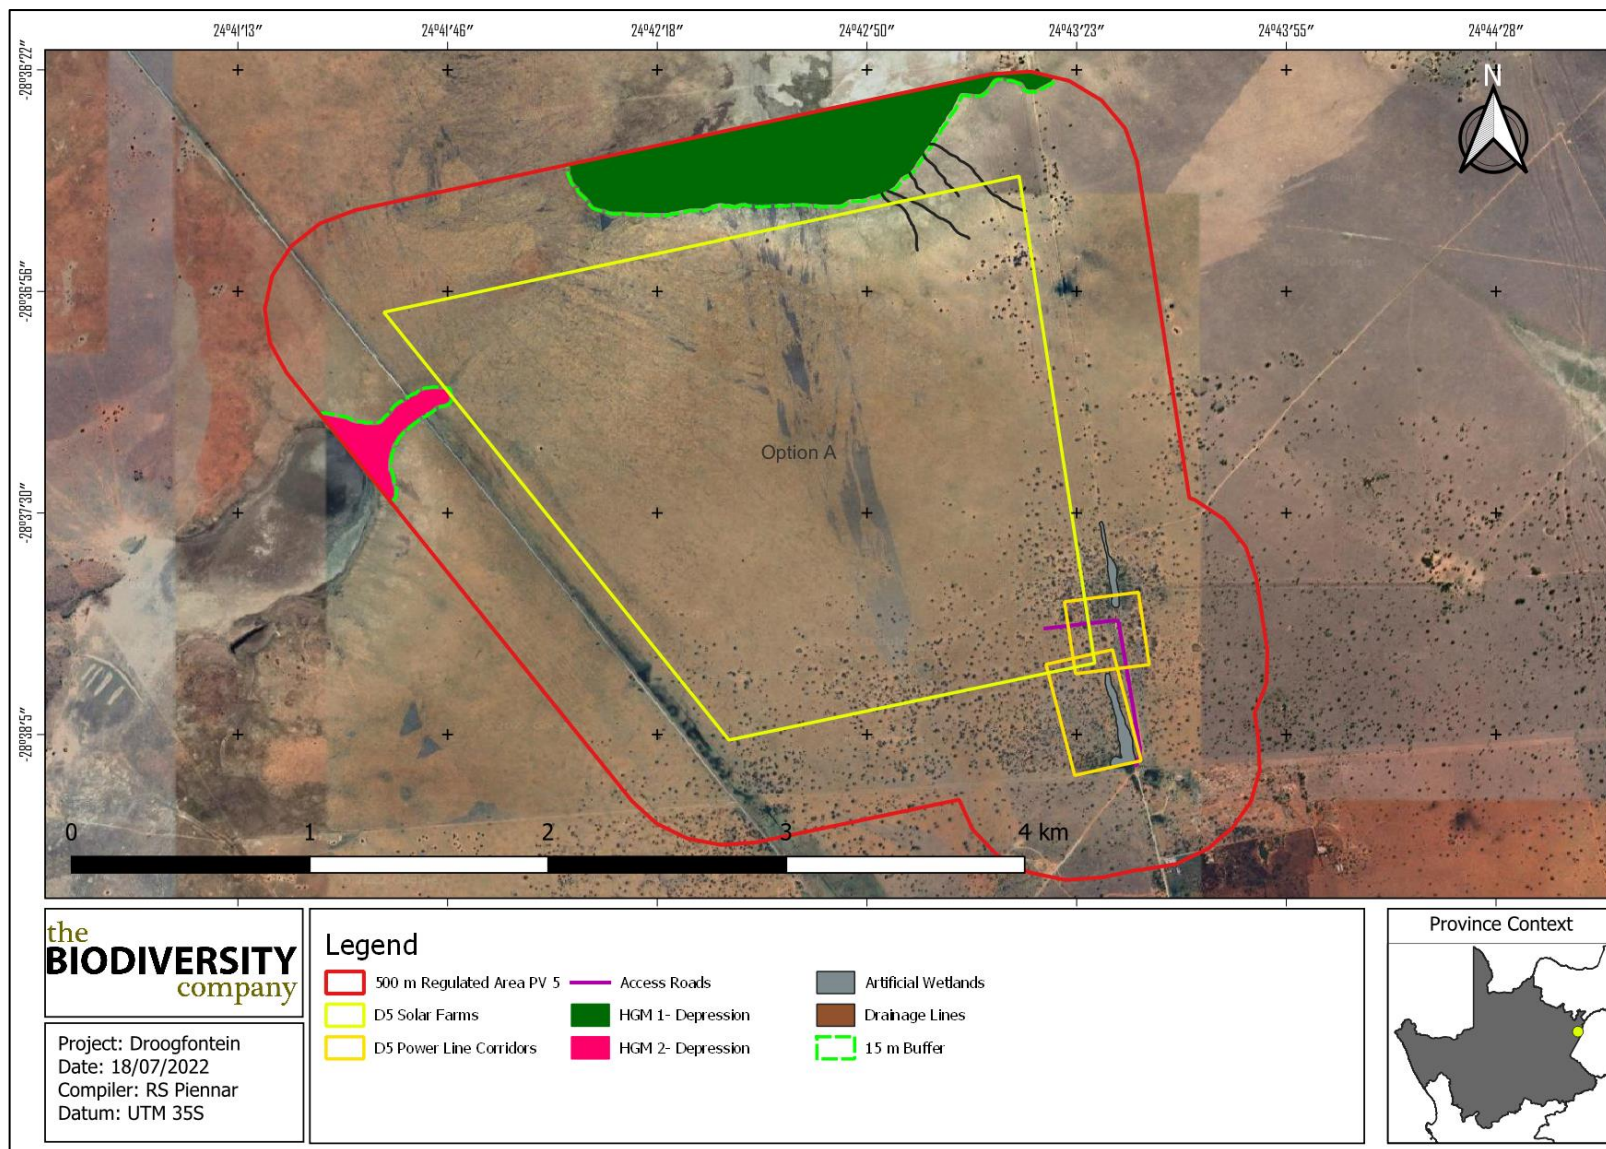 24°41'13" 24°41'46" 24°42'18" 24°42'50" 24°43'23" 24°43'55" 24°44'28"
-28°36'22"
-28°36'56"
-28°37'30"
-28°38'5"
N
Option A
0 1 2 3 4 km
the
BIODIVERSITY
company
Project: Droogfontein
Date: 18/07/2022
Compiler: RS Piennar
Datum: UTM 35S
Legend
500 m Regulated Area PV 5
D5 Solar Farms
D5 Power Line Corridors
Access Roads
HGM 1- Depression
HGM 2- Depression
Artificial Wetlands
Drainage Lines
15 m Buffer
Province Context